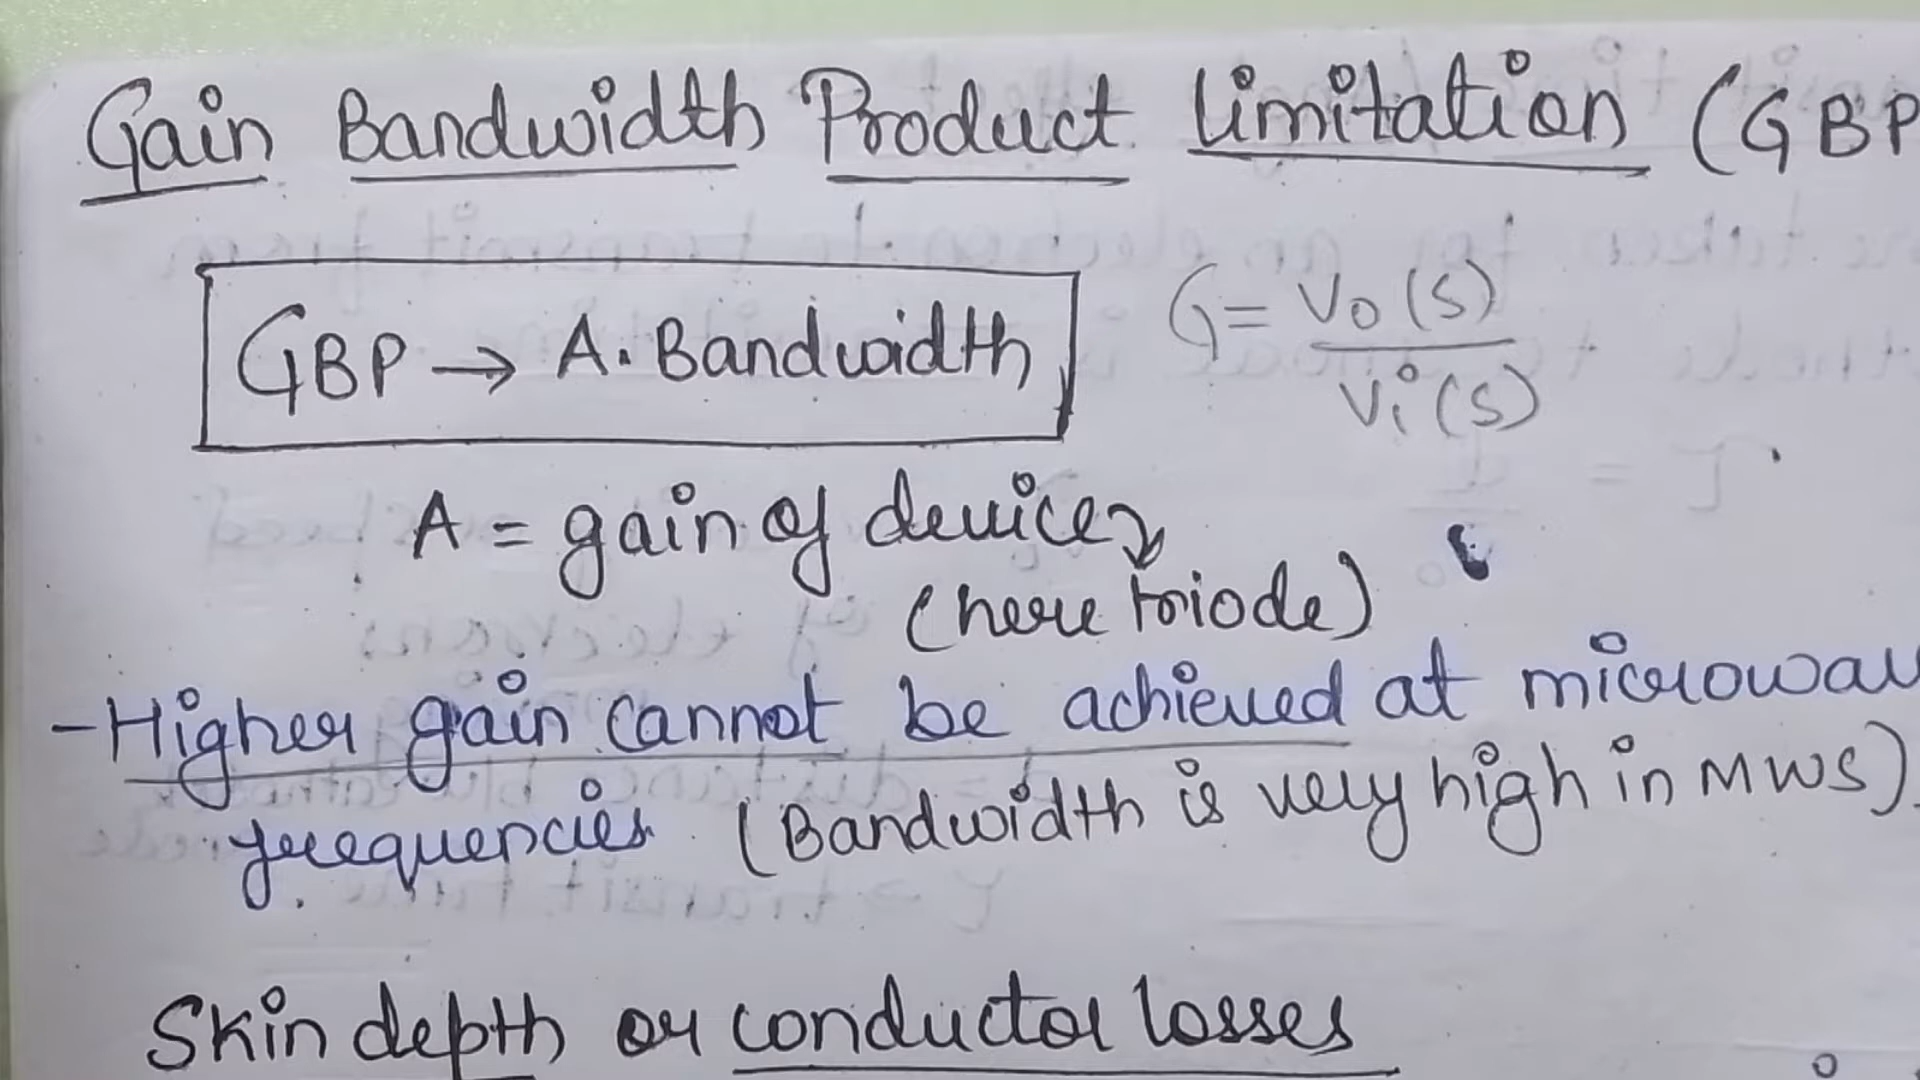 Gain Bandwidth Product limitation (GBP
GBP → A. Bandwidth
G = Vo(s)
Vi(s)
A = gain of device
(here triode)
- Higher gain cannot be achieved at microwav
frequencies. (Bandwidth is very high in MWS).
Skin depth or conductor losses